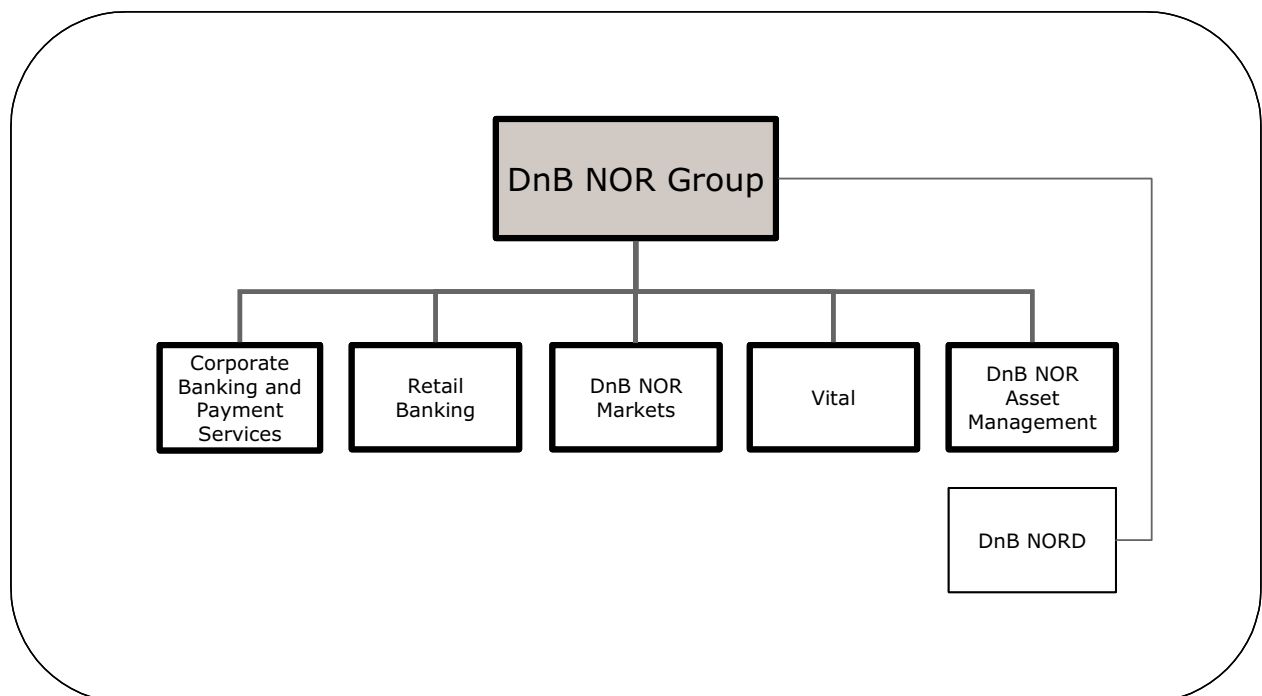 DnB NOR Group
Corporate
Banking and
Payment
Services
Retail
Banking
DnB NOR
Markets
Vital
DnB NOR
Asset
Management
DnB NORD